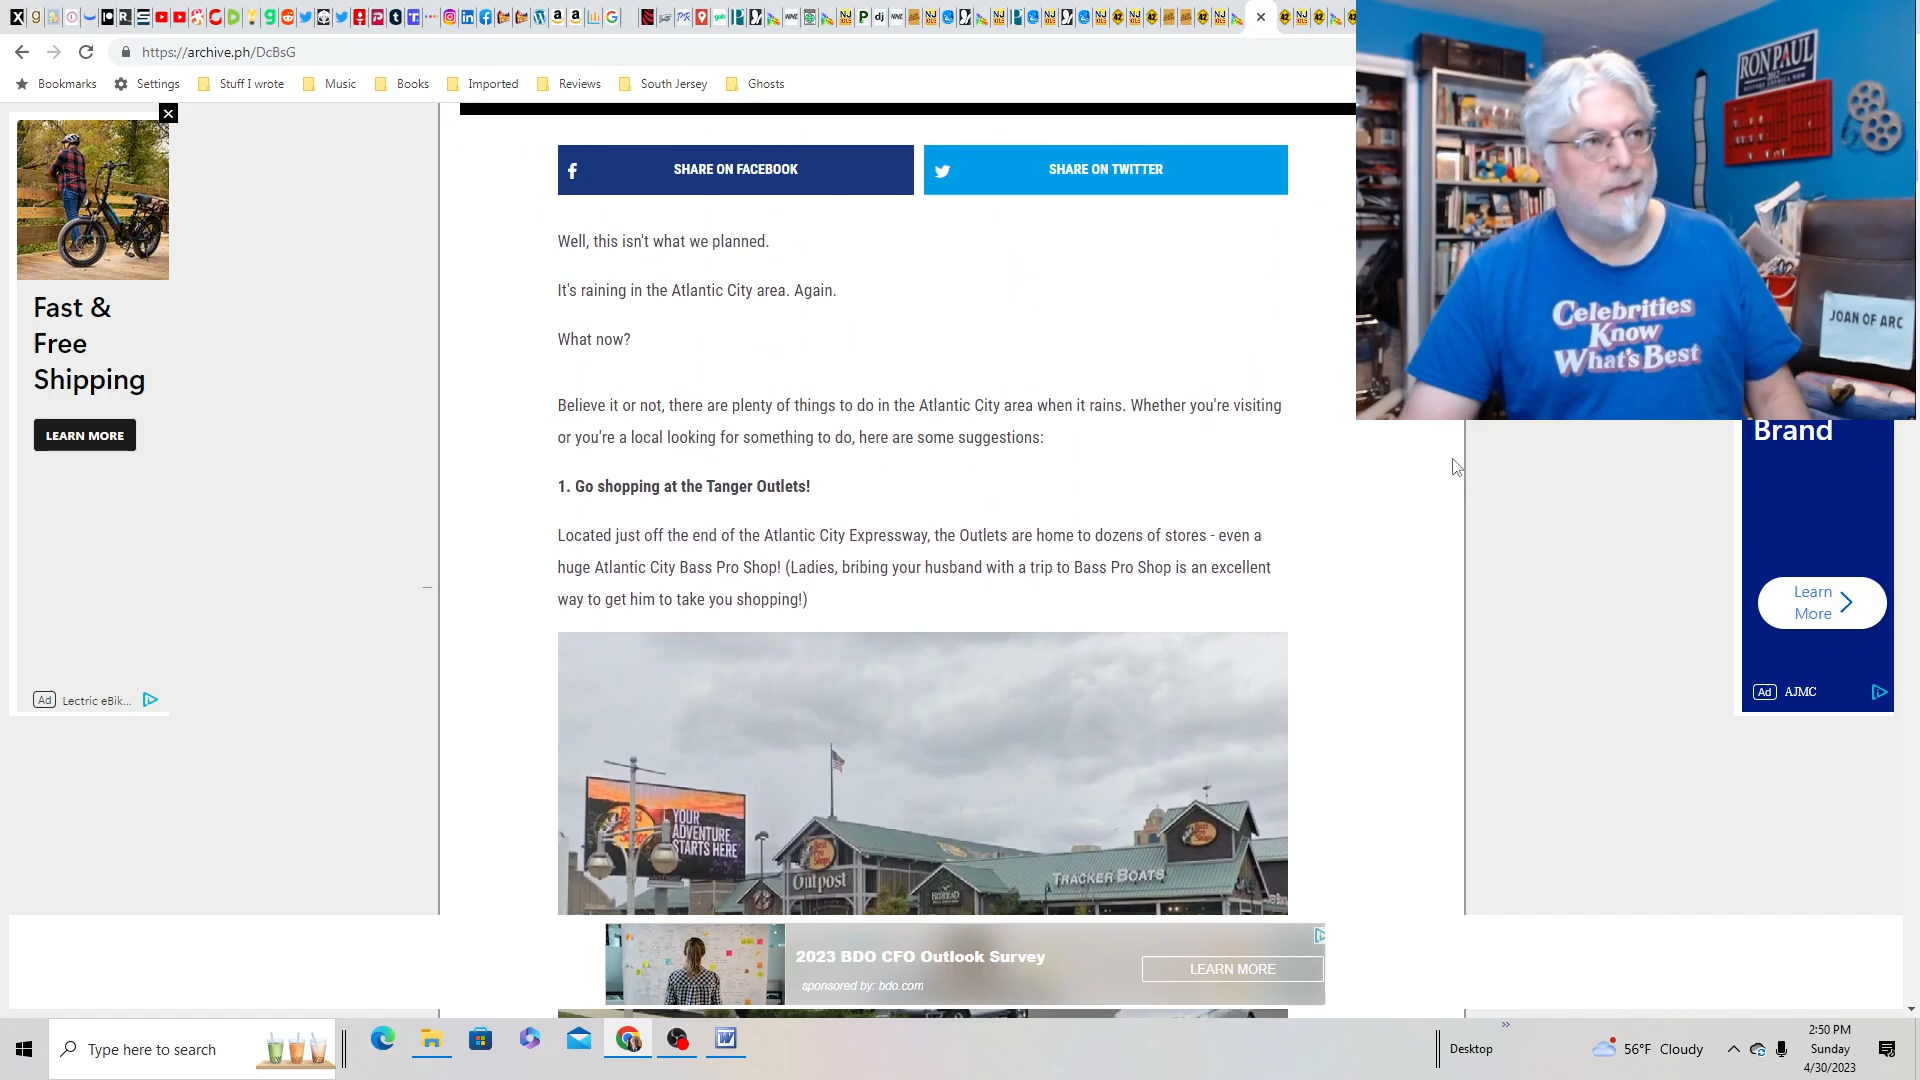 https://archive.ph/DcBsG
Bookmarks Settings Stuff I wrote Music Books Imported Reviews South Jersey Ghosts
RON PAUL
2012
JOAN OF ARC
Celebrities
Know
What's Best
SHARE ON FACEBOOK
SHARE ON TWITTER
Well, this isn't what we planned.
It's raining in the Atlantic City area. Again.
What now?
Believe it or not, there are plenty of things to do in the Atlantic City area when it rains. Whether you're visiting
or you're a local looking for something to do, here are some suggestions:
1. Go shopping at the Tanger Outlets!
Located just off the end of the Atlantic City Expressway, the Outlets are home to dozens of stores - even a
huge Atlantic City Bass Pro Shop! (Ladies, bribing your husband with a trip to Bass Pro Shop is an excellent
way to get him to take you shopping!)
Fast &
Free
Shipping
LEARN MORE
Ad Lectric eBik...
Brand
Learn
More
Ad AJMC
Bass Pro Shops
YOUR
ADVENTURE
STARTS HERE
Outpost
TRACKER BOATS
2023 BDO CFO Outlook Survey
sponsored by: bdo.com
LEARN MORE
Type here to search
Desktop
56°F Cloudy
2:50 PM
Sunday
4/30/2023